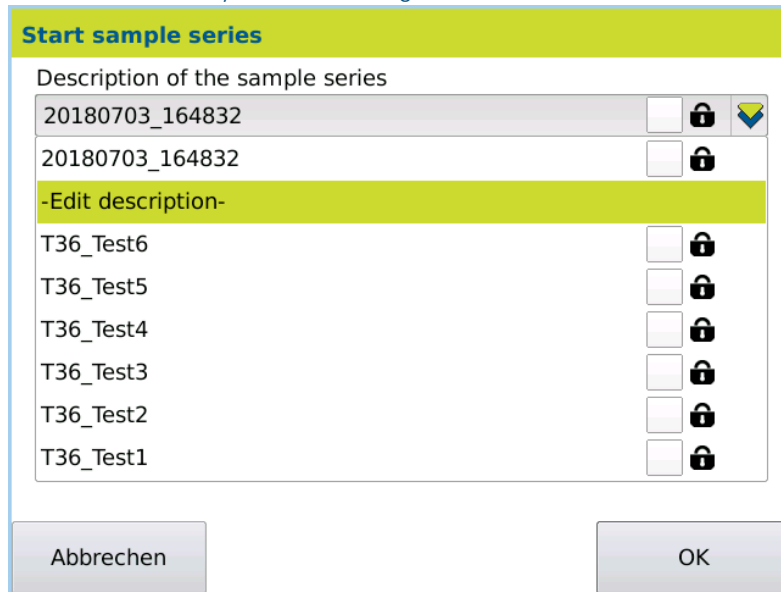 Start sample series
Description of the sample series
20180703_164832
20180703_164832
-Edit description-
T36_Test6
T36_Test5
T36_Test4
T36_Test3
T36_Test2
T36_Test1
Abbrechen OK